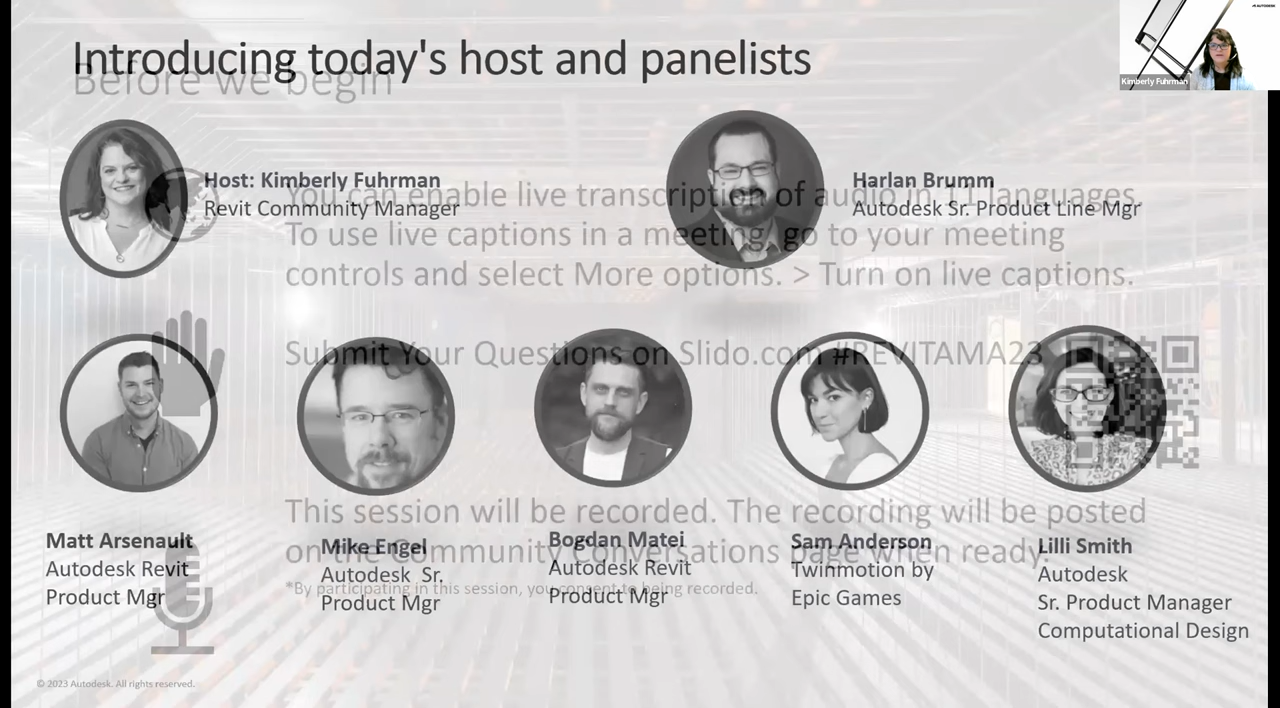 Introducing today's host and panelists
Before we begin
AUTODESK
Kimberly Fuhrman
Host: Kimberly Fuhrman
Revit Community Manager
Harlan Brumm
Autodesk Sr. Product Line Mgr
You can enable live transcription of audio in 11 languages.
To use live captions in a meeting, go to your meeting
controls and select More options. > Turn on live captions.
Submit Your Questions on Slido.com #REVITAMA23
This session will be recorded. The recording will be posted
on the Community Conversations page when ready.
*By participating in this session, you consent to being recorded.
Matt Arsenault
Autodesk Revit
Product Mgr
Mike Engel
Autodesk Sr.
Product Mgr
Bogdan Matei
Autodesk Revit
Product Mgr
Sam Anderson
Twinmotion by
Epic Games
Lilli Smith
Autodesk
Sr. Product Manager
Computational Design
© 2023 Autodesk. All rights reserved.